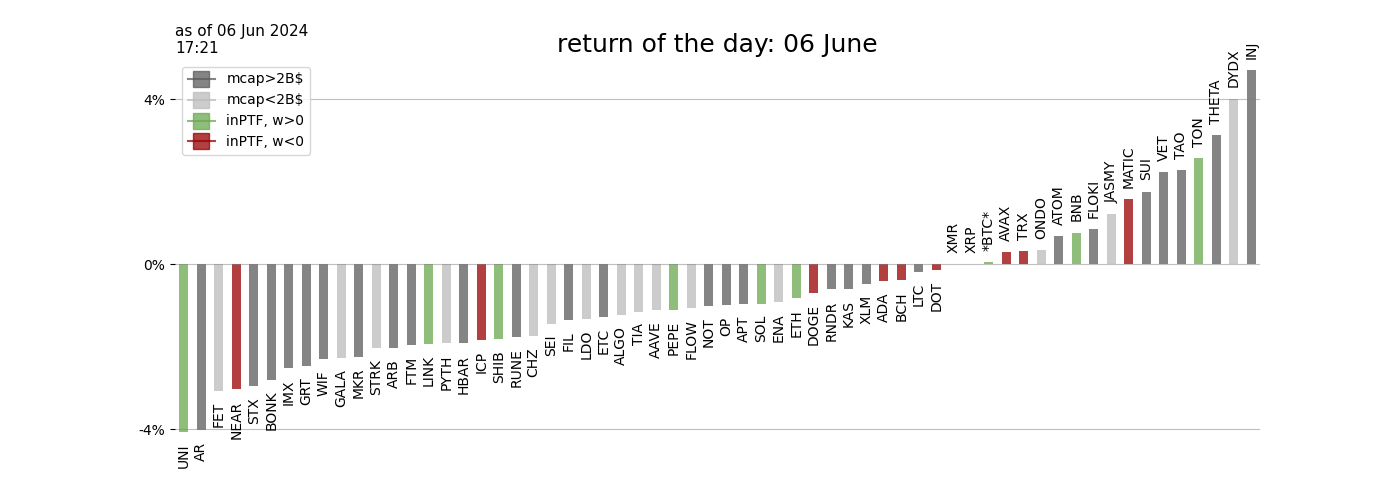 as of 06 Jun 2024
17:21
return of the day: 06 June
mcap>2B$
mcap<2B$
inPTF, w>0
inPTF, w<0
4%
0%
-4%
UNI
AR
FET
NEAR
STX
BONK
IMX
GRT
WIF
GALA
MKR
STRK
ARB
FTM
LINK
PYTH
HBAR
ICP
SHIB
RUNE
CHZ
SEI
FIL
LDO
ETC
ALGO
TIA
AAVE
PEPE
FLOW
NOT
OP
APT
SOL
ENA
ETH
DOGE
RNDR
KAS
XLM
ADA
BCH
LTC
DOT
XMR
XRP
*BTC*
AVAX
TRX
ONDO
ATOM
BNB
FLOKI
JASMY
MATIC
SUI
VET
TAO
TON
THETA
DYDX
INJ